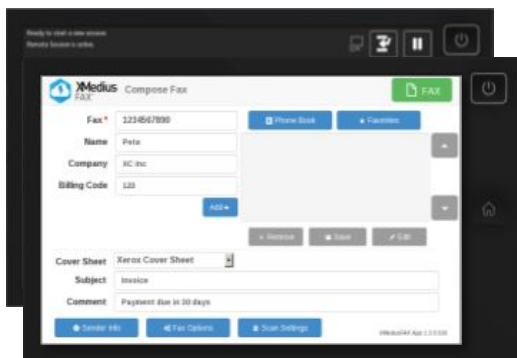 Ready to start a new session
Remote Session is active.
XMedius
FAX
Compose Fax
FAX
Fax * 1234567890
Phone Book
Favorites
Name Pete
Company XC Inc
Billing Code 123
Add
Remove
Save
Edit
Cover Sheet Xerox Cover Sheet
Subject Invoice
Comment Payment due in 30 days
Sender Info
Fax Options
Scan Settings